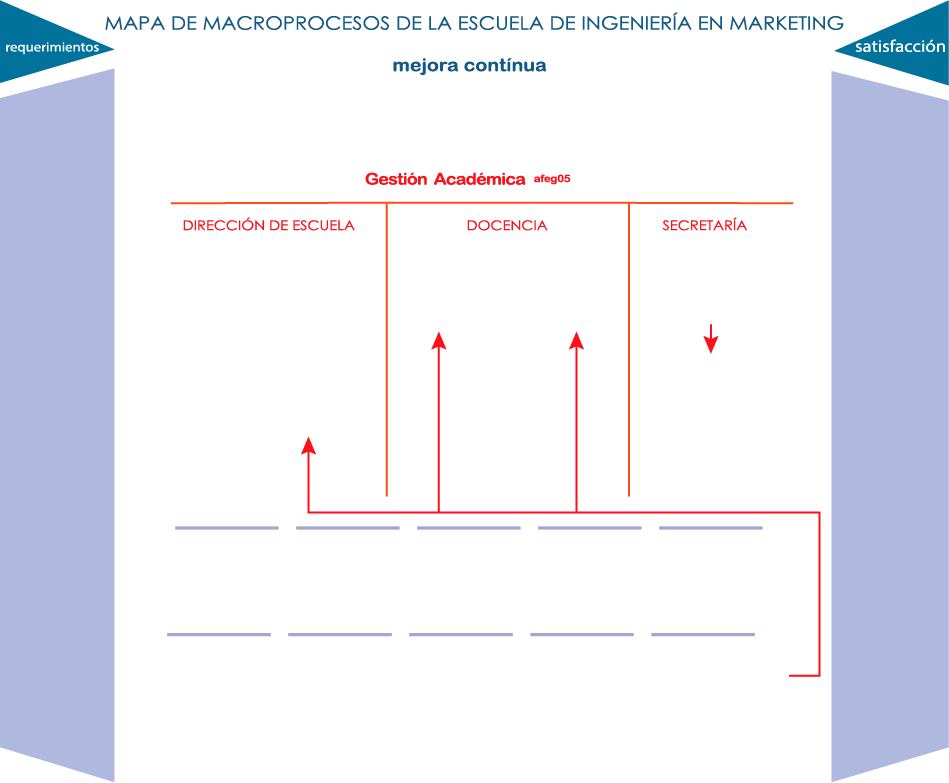 MAPA DE MACROPROCESOS DE LA ESCUELA DE INGENIERÍA EN MARKETING
requerimientos
satisfacción
mejora contínua
Gestión Académica afeg05
DIRECCIÓN DE ESCUELA
DOCENCIA
SECRETARÍA